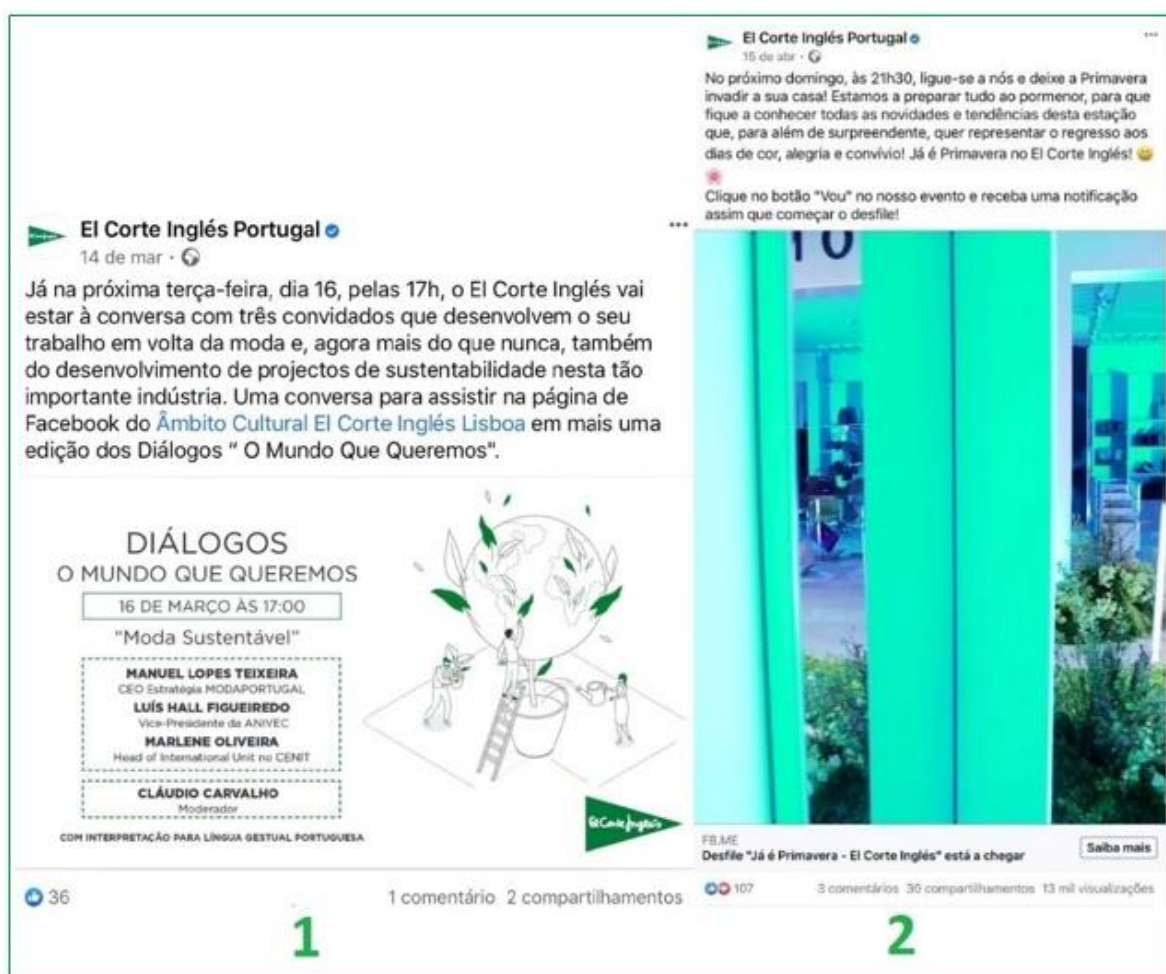 El Corte Inglés Portugal
14 de mar
Já na próxima terça-feira, dia 16, pelas 17h, o El Corte Inglés vai
estar à conversa com três convidados que desenvolvem o seu
trabalho em volta da moda e, agora mais do que nunca, também
do desenvolvimento de projectos de sustentabilidade nesta tão
importante indústria. Uma conversa para assistir na página de
Facebook do Âmbito Cultural El Corte Inglés Lisboa em mais uma
edição dos Diálogos “ O Mundo Que Queremos".
DIÁLOGOS
O MUNDO QUE QUEREMOS
16 DE MARÇO ÀS 17:00
"Moda Sustentável"
MANUEL LOPES TEIXEIRA
CEO Estratégia MODAPORTUGAL
LUÍS HALL FIGUEIREDO
Vice-Presidente da ANIVEC
MARLENE OLIVEIRA
Head of International Unit no CENIT
CLÁUDIO CARVALHO
Moderador
COM INTERPRETAÇÃO PARA LÍNGUA GESTUAL PORTUGUESA
El Corte Inglés
36
1 comentário 2 compartilhamentos
1
El Corte Inglés Portugal
15 de abr
No próximo domingo, às 21h30, ligue-se a nós e deixe a Primavera
invadir a sua casa! Estamos a preparar tudo ao pormenor, para que
fique a conhecer todas as novidades e tendências desta estação
que, para além de surpreendente, quer representar o regresso aos
dias de cor, alegria e convívio! Já é Primavera no El Corte Inglés! 😀
🌸
Clique no botão "Vou" no nosso evento e receba uma notificação
assim que começar o desfile!
10
FB.ME
Desfile "Já é Primavera - El Corte Inglés" está a chegar
Saiba mais
107
3 comentários 30 compartilhamentos 13 mil visualizações
2